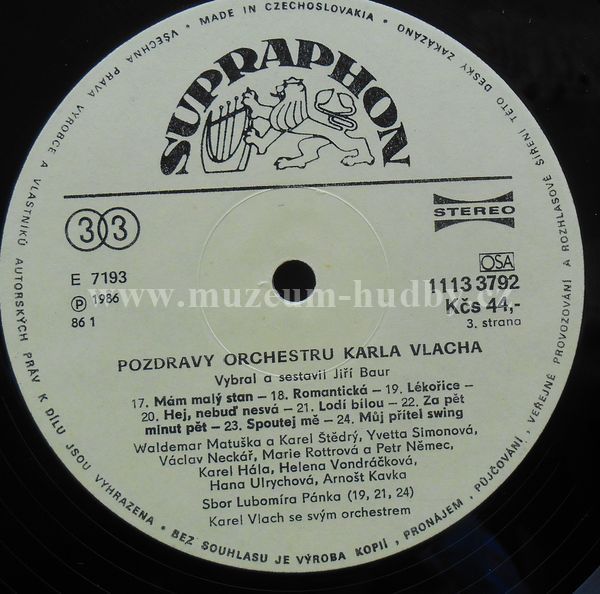 VŠECHNA PRÁVA VÝROBCE A VLASTNÍKŮ AUTORSKÝCH PRÁV K DÍLU JSOU VYHRAZENA • BEZ SOUHLASU JE VÝROBA KOPIÍ, PRONÁJEM, PŮJČOVÁNÍ, VEŘEJNÉ PROVOZOVÁNÍ A ROZHLASOVÉ ŠÍŘENÍ TÉTO DESKY ZAKÁZÁNO • MADE IN CZECHOSLOVAKIA •
SUPRAPHON
33
STEREO
E 7193
℗ 1986
86 1
OSA
1113 3792
Kčs 44,-
3. strana
www.muzeum-hudby.cz
POZDRAVY ORCHESTRU KARLA VLACHA
Vybral a sestavil Jiří Baur
17. Mám malý stan – 18. Romantická – 19. Lékořice –
20. Hej, nebuď nesvá – 21. Lodí bílou – 22. Za pět
minut pět – 23. Spoutej mě – 24. Můj přítel swing
Waldemar Matuška a Karel Štědrý, Yvetta Simonová,
Václav Neckář, Marie Rottrová a Petr Němec,
Karel Hála, Helena Vondráčková,
Hana Ulrychová, Arnošt Kavka
Sbor Lubomíra Pánka (19, 21, 24)
Karel Vlach se svým orchestrem